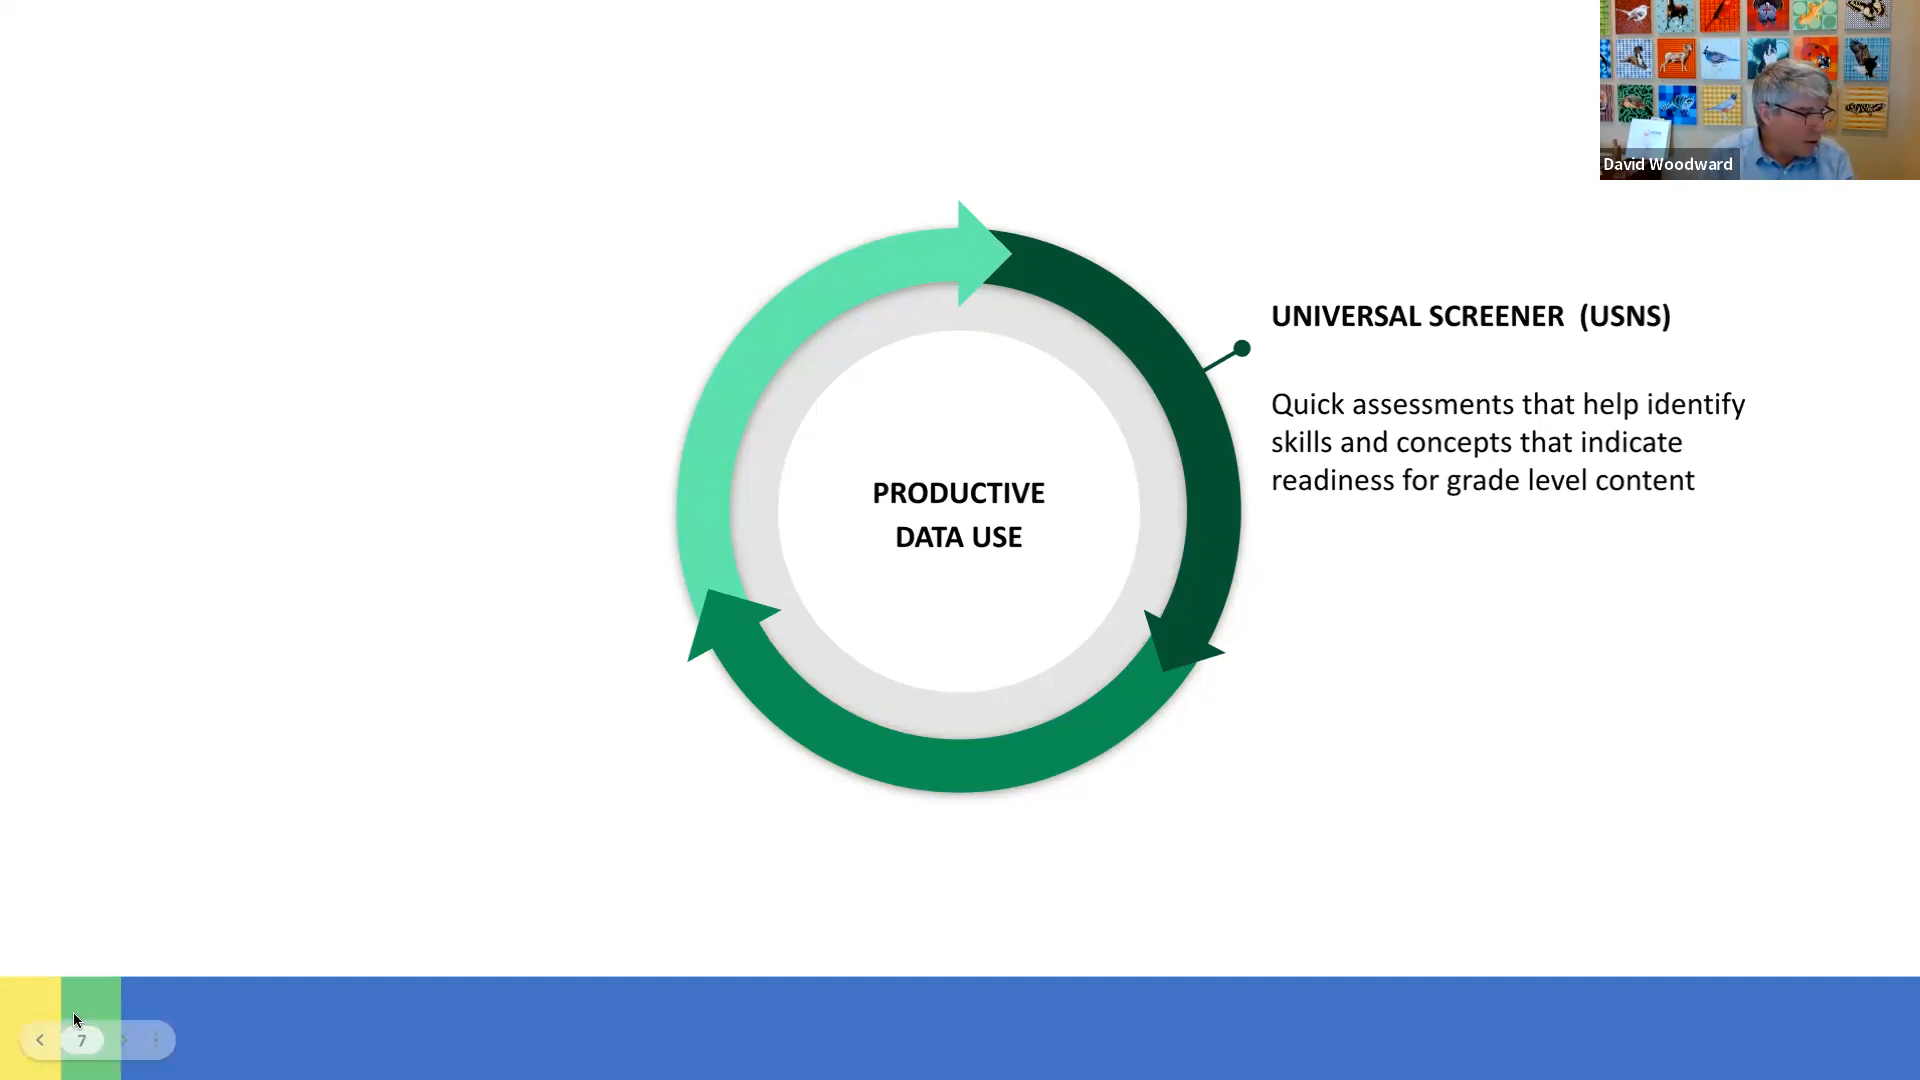 David Woodward
UNIVERSAL SCREENER (USNS)
Quick assessments that help identify
skills and concepts that indicate
readiness for grade level content
PRODUCTIVE
DATA USE
7